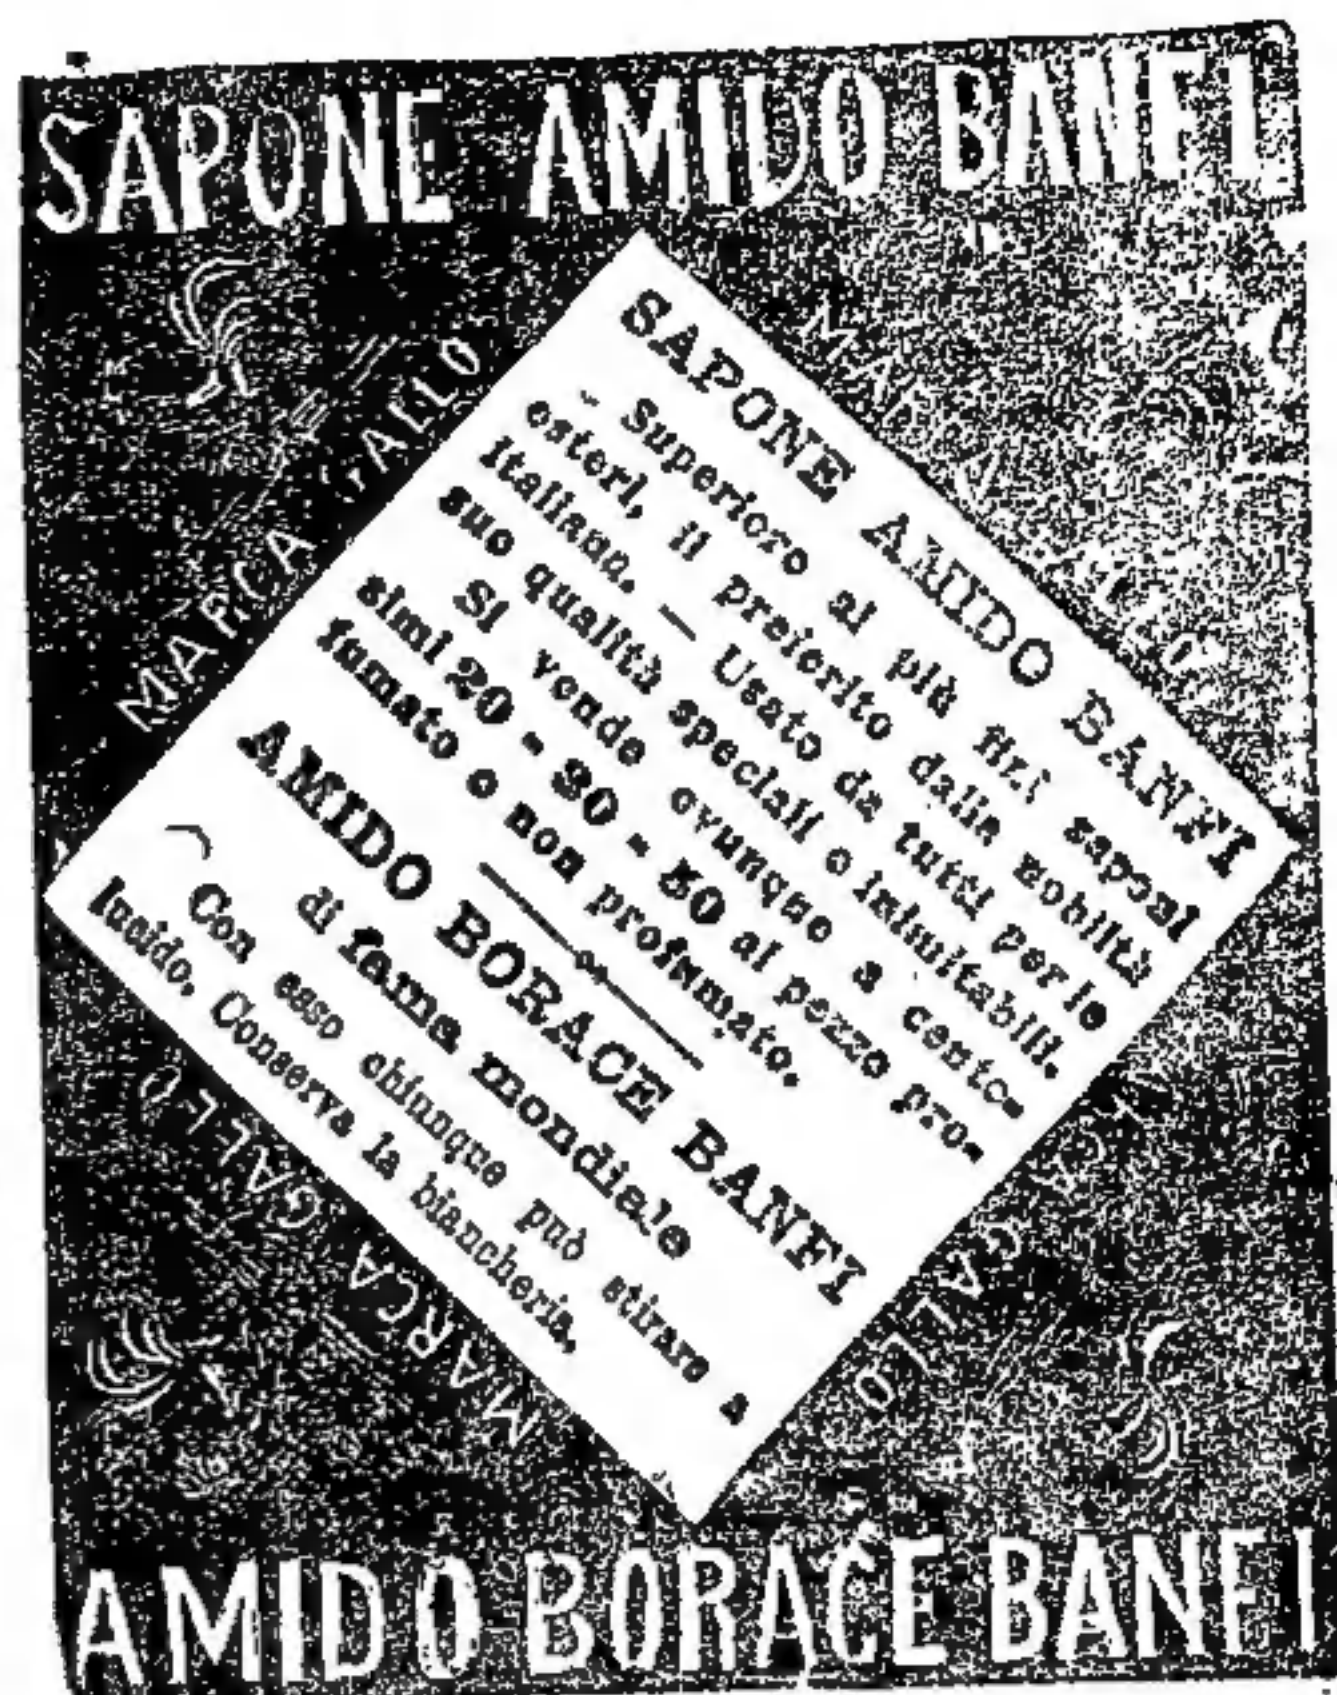 SAPONE AMIDO BANFI
MARCA GALLO
SAPONE AMIDO BANFI
Superiore ai più fini saponi
esteri, il preferito dalla nobiltà
italiana. — Usato da tutti per le
sue qualità speciali e inimitabili.
Si vende ovunque a cente-
simi 20 - 30 - 50 al pezzo pro-
fumato e non profumato.
AMIDO BORACE BANFI
di fama mondiale
Con esso chiunque può stirare a
lucido. Conserva la biancheria.
MARCA GALLO
GALLO
AMIDO BORACE BANFI